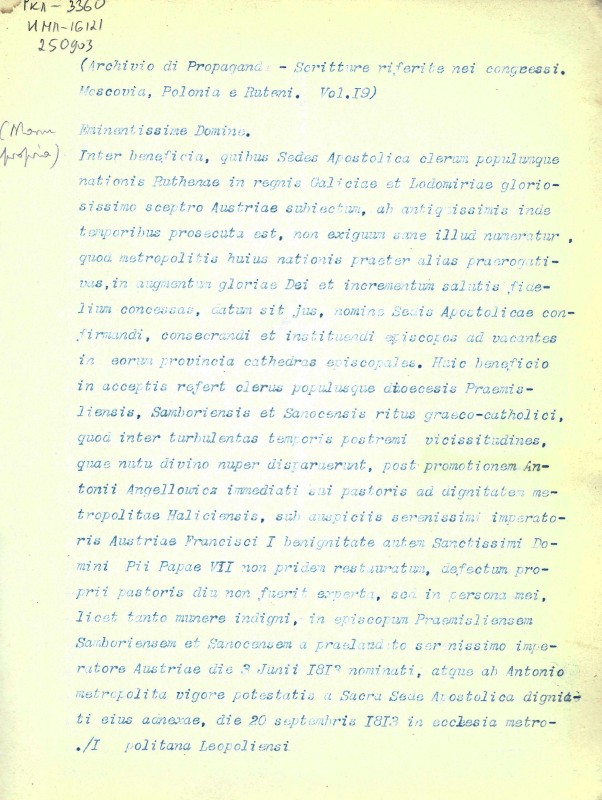 РКЛ-3360
ИМЛ-16121
250903
(Archivio di Propaganda - Scritture riferite nei congressi.
Moscovia, Polonia e Ruteni. Vol.I9)
(Manu
propria)
Eminentissime Domine.
Inter beneficia, quibus Sedes Apostolica clerum populumque
nationis Ruthenae in regnis Galiciae et Lodomiriae glorio-
sissimo sceptro Austriae subiectum, ab antiquissimis inde
temporibus prosecuta est, non exiguum sane illud numeratur ,
quod metropolitis huius nationis praeter alias praerogati-
vas,in augmentum gloriae Dei et incrementum salutis fide-
lium concessas, datum sit jus, nomine Sedis Apostolicae con-
firmandi, consecrandi et instituendi episcopos ad vacantes
in eorum provincia cathedras episcopales. Huic beneficio
in acceptis refert clerus populusque dioecesis Praemis-
liensis, Samboriensis et Sanocensis ritus graeco-catholici,
quod inter turbulentas temporis postremi vicissitudines,
quae nutu divino nuper disparuerunt, post promotionem An-
tonii Angellowicz immediati sui pastoris ad dignitatem me-
tropolitae Haliciensis, sub auspiciis serenissimi imperato-
ris Austriae Francisci I benignitate autem Sanctissimi Do-
mini Pii Papae VII non pridem restauratum, defectum pro-
prii pastoris diu non fuerit experta, sed in persona mei,
licet tanto munere indigni, in episcopum Praemisliensem
Samboriensem et Sanocensem a praelaudato serenissimo impe-
ratore Austriae die 3 Junii I8I3 nominati, atque ab Antonio
metropolita vigore potestatis a Sacra Sede Apostolica dignia-
ti eius adnexae, die 20 septembris I8I3 in ecclesia metro-
./I politana Leopoliensi